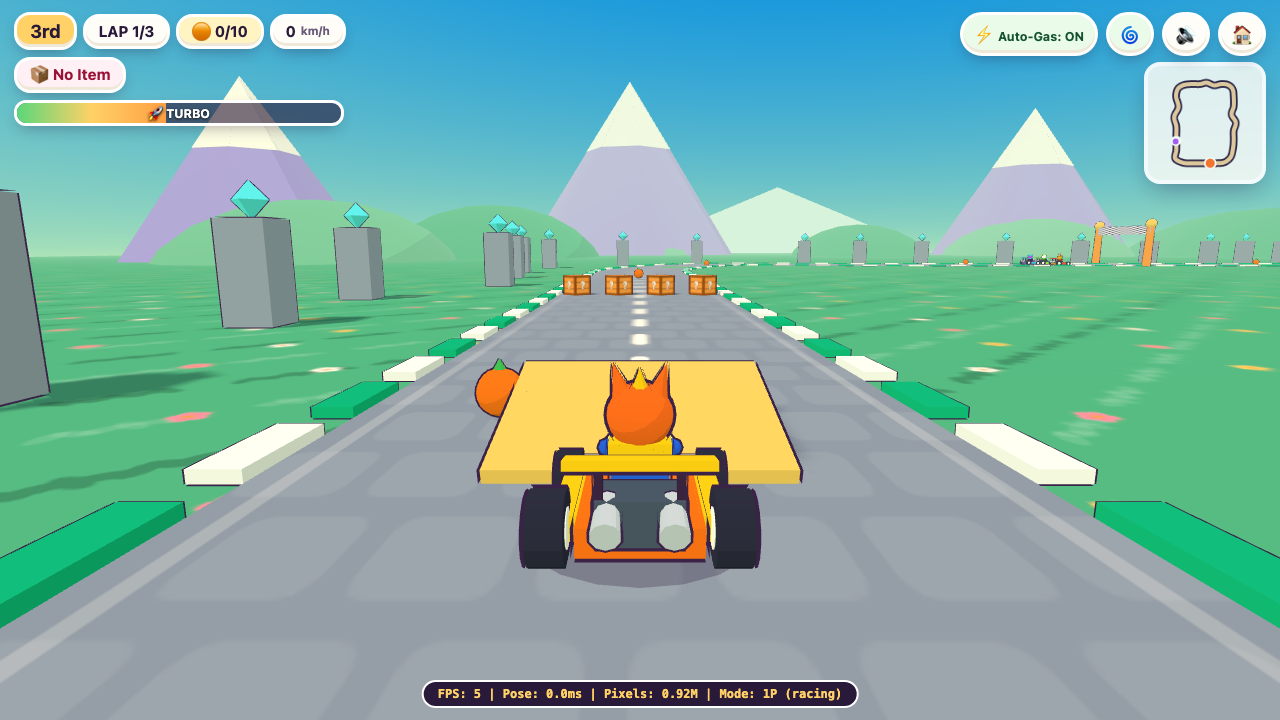 3rd
LAP 1/3
0/10
0 km/h
Auto-Gas: ON
No Item
TURBO
? ? ? ?
FPS: 5 | Pose: 0.0ms | Pixels: 0.92M | Mode: 1P (racing)